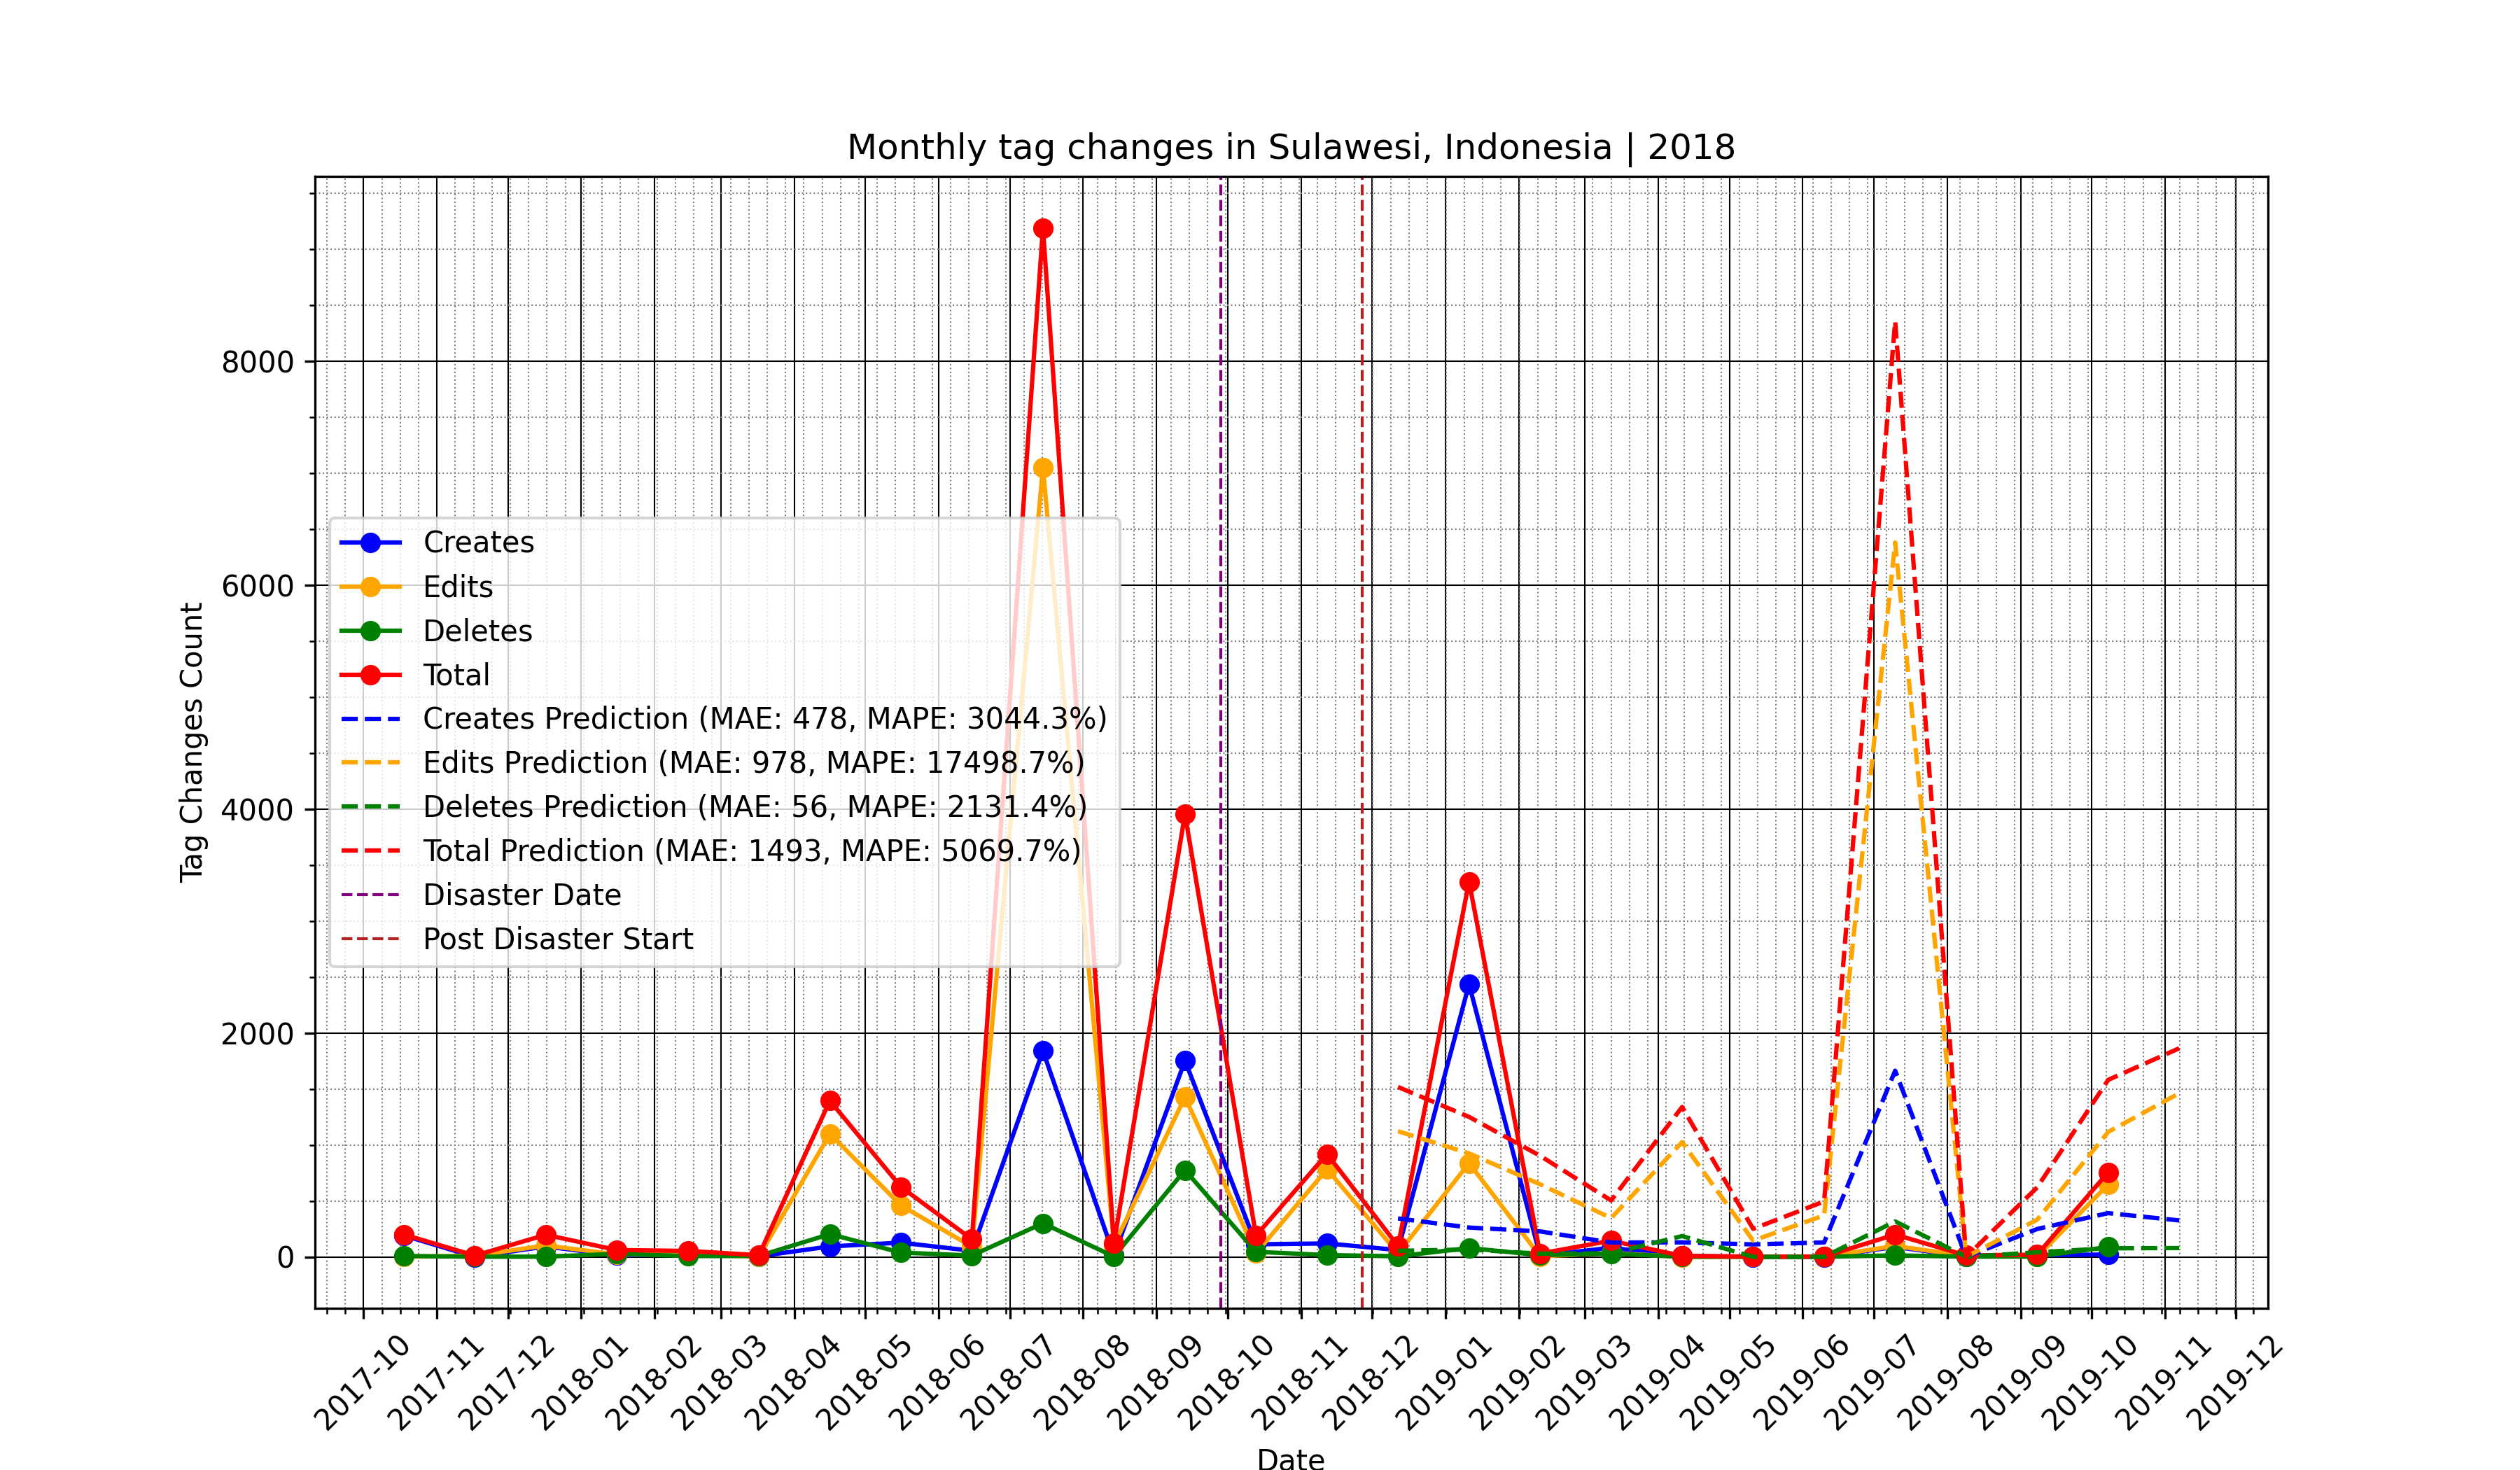 Monthly tag changes in Sulawesi, Indonesia | 2018
Tag Changes Count
8000
6000
4000
2000
0
Creates
Edits
Deletes
Total
Creates Prediction (MAE: 478, MAPE: 3044.3%)
Edits Prediction (MAE: 978, MAPE: 17498.7%)
Deletes Prediction (MAE: 56, MAPE: 2131.4%)
Total Prediction (MAE: 1493, MAPE: 5069.7%)
Disaster Date
Post Disaster Start
2017-10
2017-11
2017-12
2018-01
2018-02
2018-03
2018-04
2018-05
2018-06
2018-07
2018-08
2018-09
2018-10
2018-11
2018-12
2019-01
2019-02
2019-03
2019-04
2019-05
2019-06
2019-07
2019-08
2019-09
2019-10
2019-11
2019-12
Date